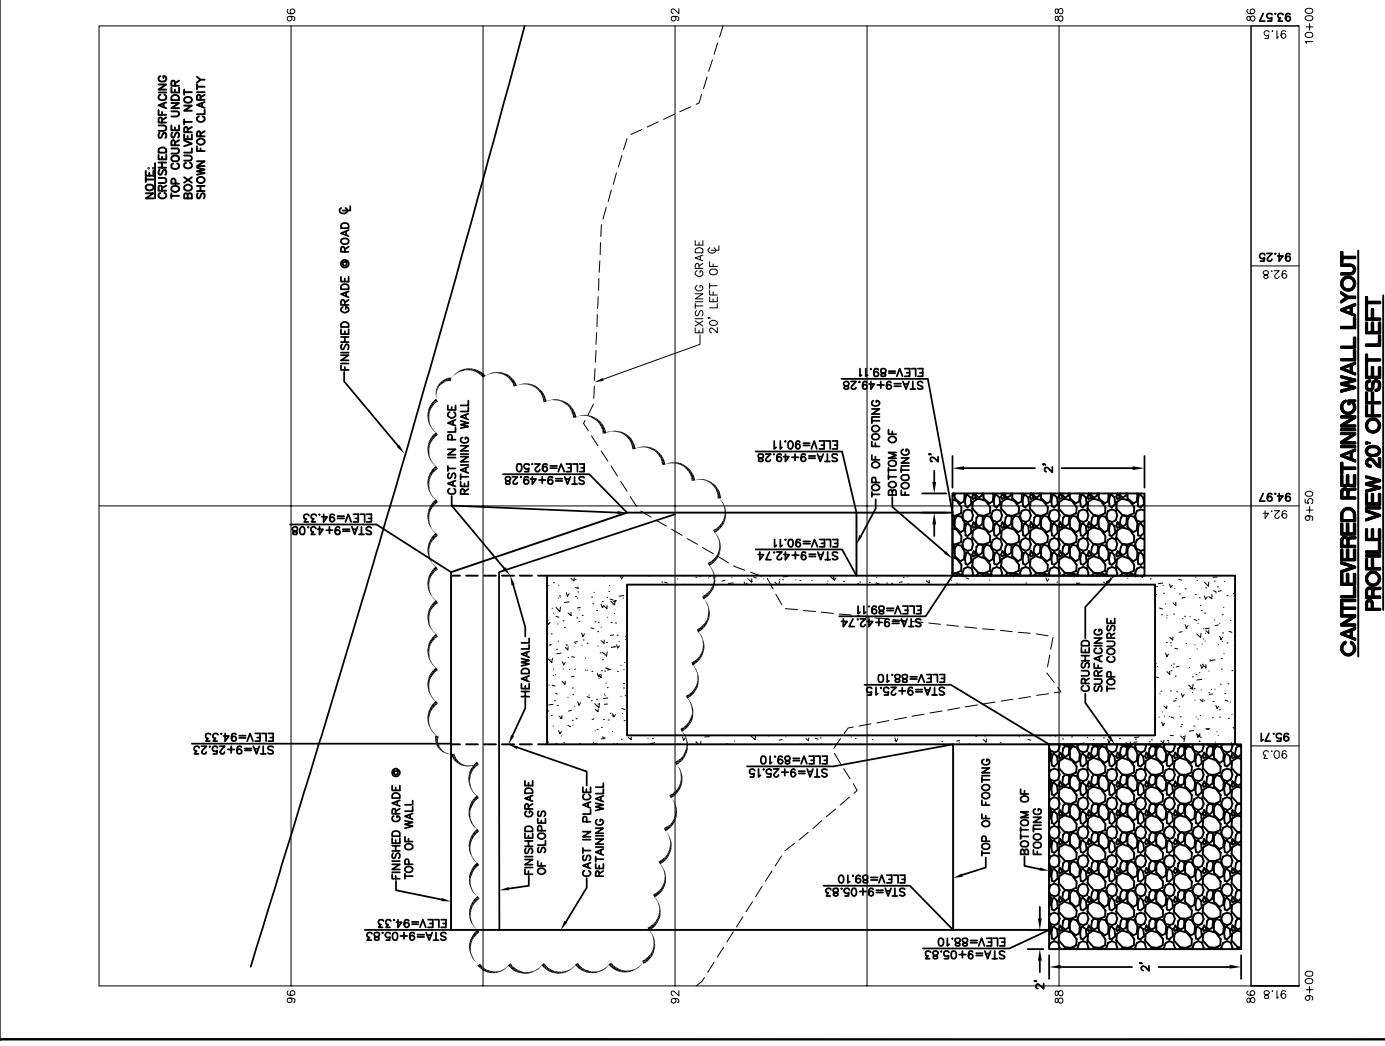 NOTE:
CRUSHED SURFACING
TOP COURSE UNDER
BOX CULVERT NOT
SHOWN FOR CLARITY
FINISHED GRADE @ ROAD ℄
EXISTING GRADE
20' LEFT OF ℄
CAST IN PLACE
RETAINING WALL
STA=9+43.08
ELEV=94.33
STA=9+49.28
ELEV=92.50
STA=9+49.28
ELEV=90.11
STA=9+49.28
ELEV=89.11
TOP OF FOOTING
BOTTOM OF
FOOTING
2'
2'
STA=9+42.74
ELEV=90.11
STA=9+42.74
ELEV=89.11
HEADWALL
STA=9+25.15
ELEV=88.10
CRUSHED
SURFACING
TOP COURSE
STA=9+25.23
ELEV=94.33
STA=9+25.15
ELEV=89.10
FINISHED GRADE @
TOP OF WALL
FINISHED GRADE
OF SLOPES
CAST IN PLACE
RETAINING WALL
TOP OF FOOTING
BOTTOM OF
FOOTING
STA=9+05.83
ELEV=94.33
STA=9+05.83
ELEV=89.10
STA=9+05.83
ELEV=88.10
2'
2'
96
92
88
86
96
92
88
86
91.8
90.3
95.71
92.4
94.97
92.8
94.25
91.5
93.57
9+00
9+50
10+00
CANTILEVERED RETAINING WALL LAYOUT
PROFILE VIEW 20' OFFSET LEFT